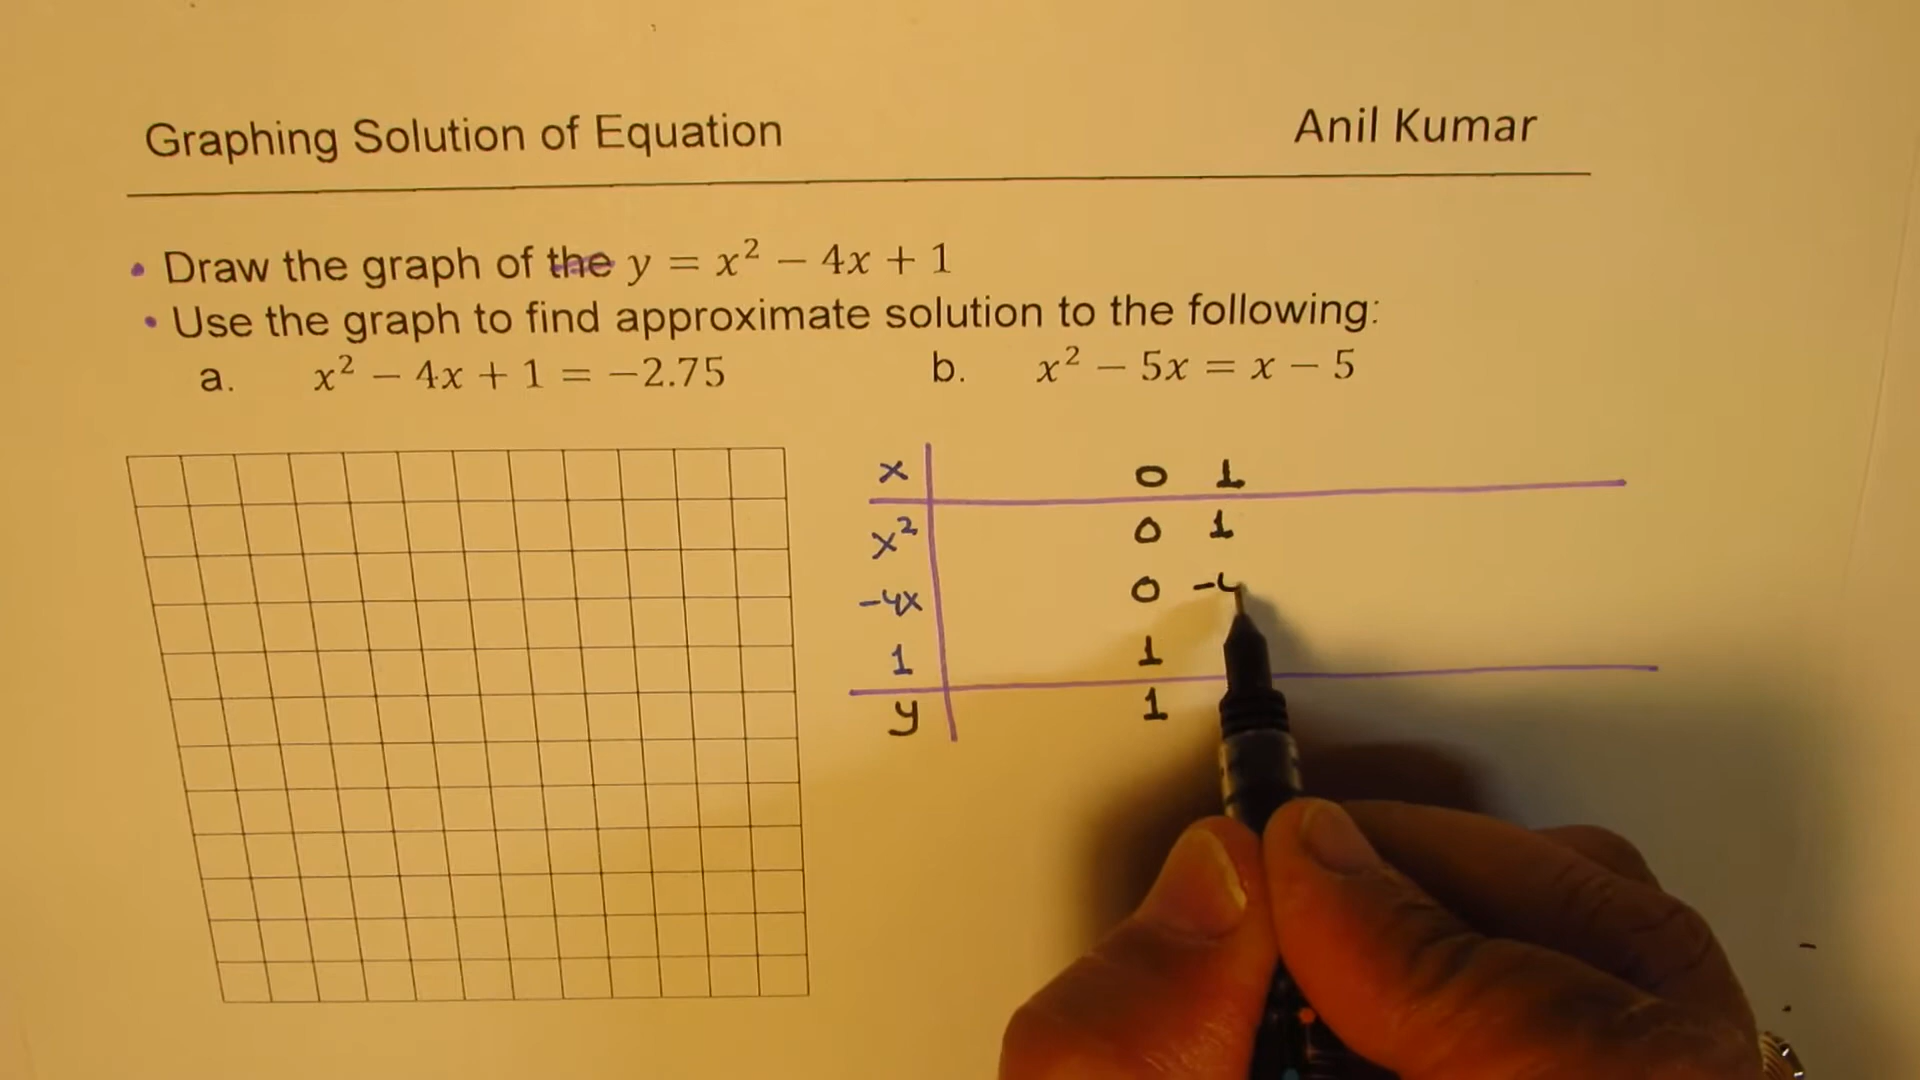 Graphing Solution of Equation Anil Kumar
• Draw the graph of the y = x² − 4x + 1
• Use the graph to find approximate solution to the following:
a. x² − 4x + 1 = −2.75 b. x² − 5x = x − 5
x 0 1
x² 0 1
-4x 0 -4
1 1
y 1